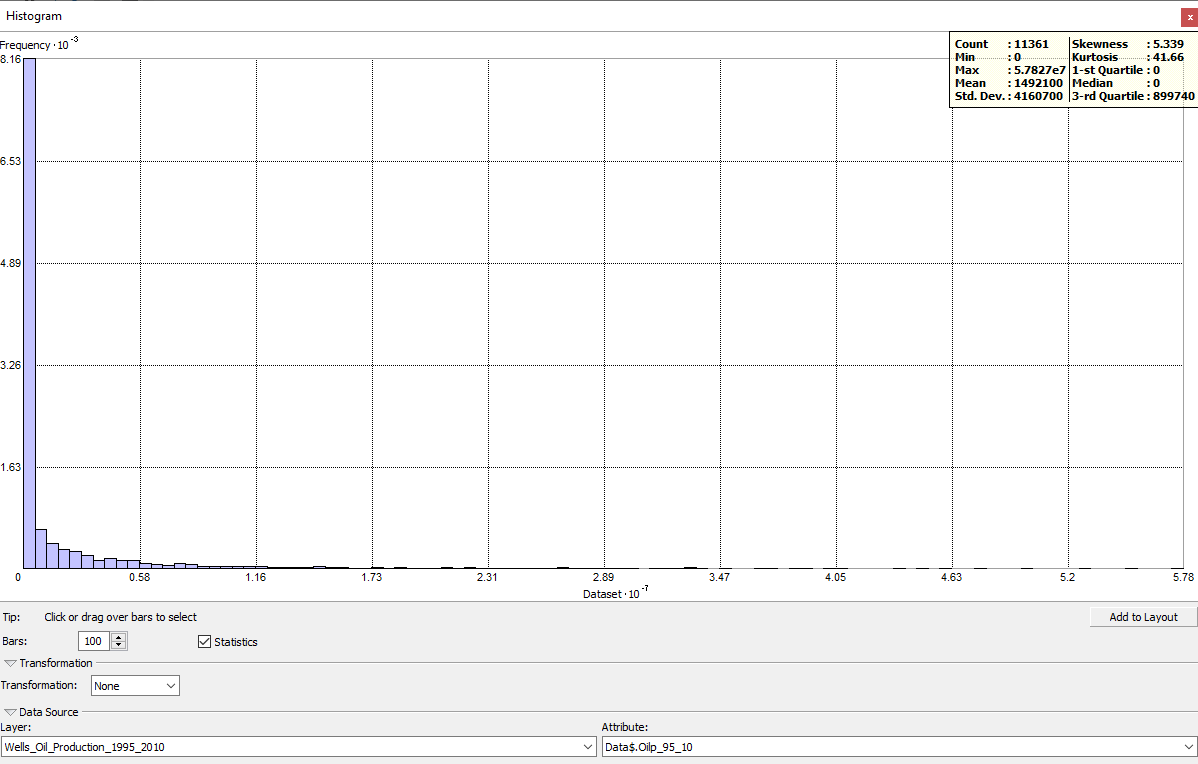 Histogram
x
Frequency · 10 -3
Count : 11361 Skewness : 5.339
Min : 0 Kurtosis : 41.66
Max : 5.7827e7 1-st Quartile : 0
Mean : 1492100 Median : 0
Std. Dev. : 4160700 3-rd Quartile : 899740
8.16
6.53
4.89
3.26
1.63
0 0.58 1.16 1.73 2.31 2.89 3.47 4.05 4.63 5.2 5.78
Dataset · 10 -7
Tip: Click or drag over bars to select
Add to Layout
Bars: 100 Statistics
Transformation
Transformation: None
Data Source
Layer: Attribute:
Wells_Oil_Production_1995_2010 Data$.Oilp_95_10